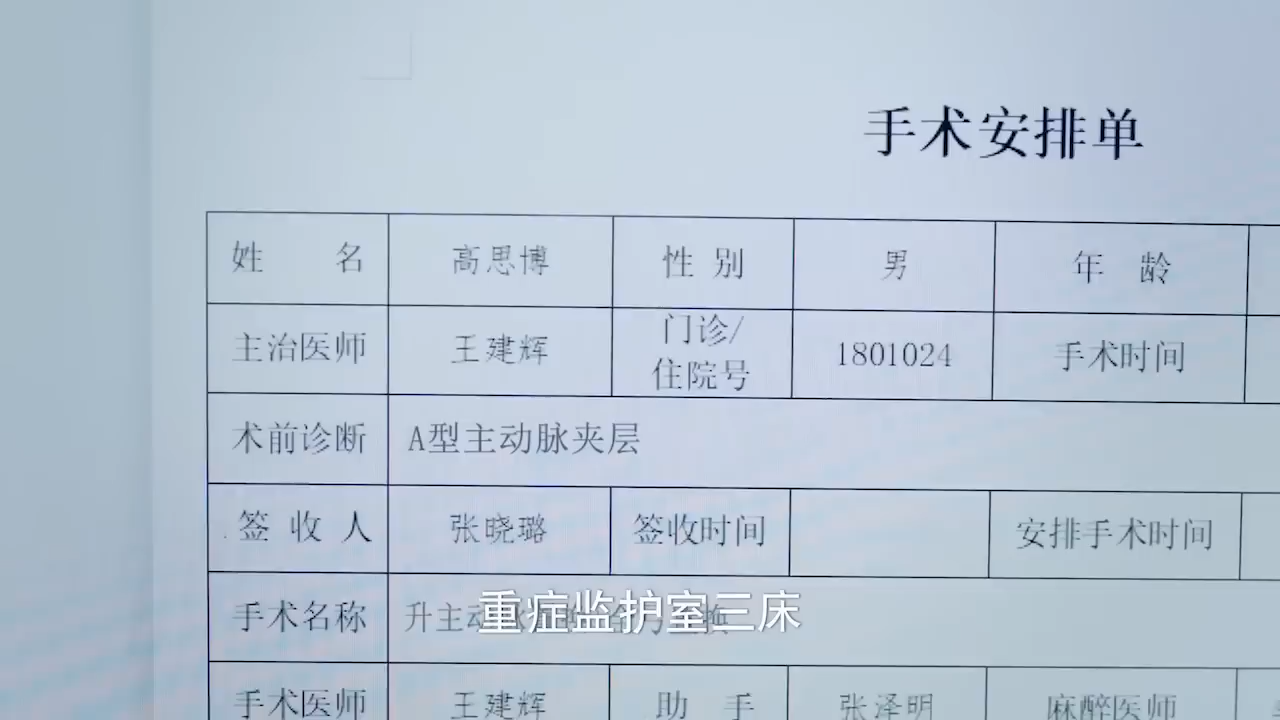 手术安排单
姓 名 高思博 性 别 男 年 龄
主治医师 王建辉 门诊/住院号 1801024 手术时间
术前诊断 A型主动脉夹层
签 收 人 张晓璐 签收时间 安排手术时间
手术名称 升主动
重症监护室三床
手术医师 王建辉 助 手 张泽明 麻醉医师